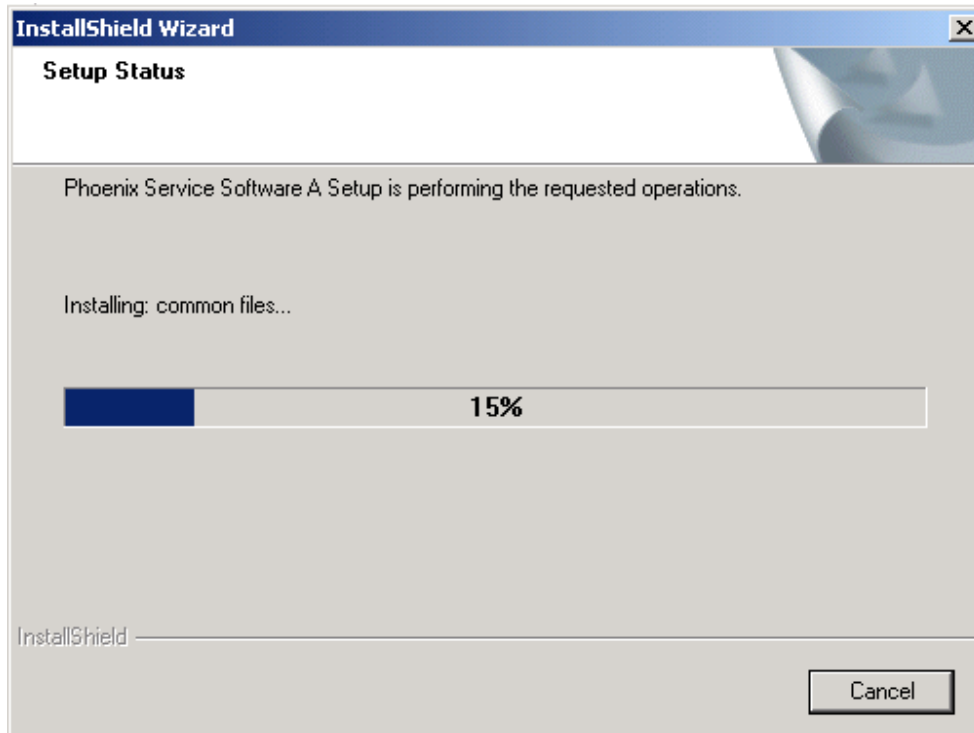 InstallShield Wizard
Setup Status
Phoenix Service Software A Setup is performing the requested operations.
Installing: common files...
15%
InstallShield
Cancel